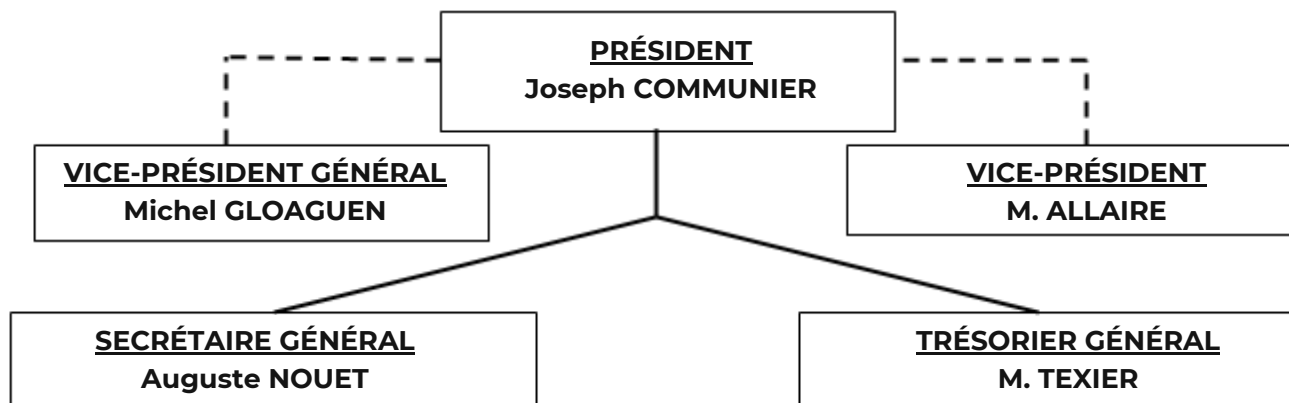 PRÉSIDENT
Joseph COMMUNIER
VICE-PRÉSIDENT GÉNÉRAL
Michel GLOAGUEN
VICE-PRÉSIDENT
M. ALLAIRE
SECRÉTAIRE GÉNÉRAL
Auguste NOUET
TRÉSORIER GÉNÉRAL
M. TEXIER